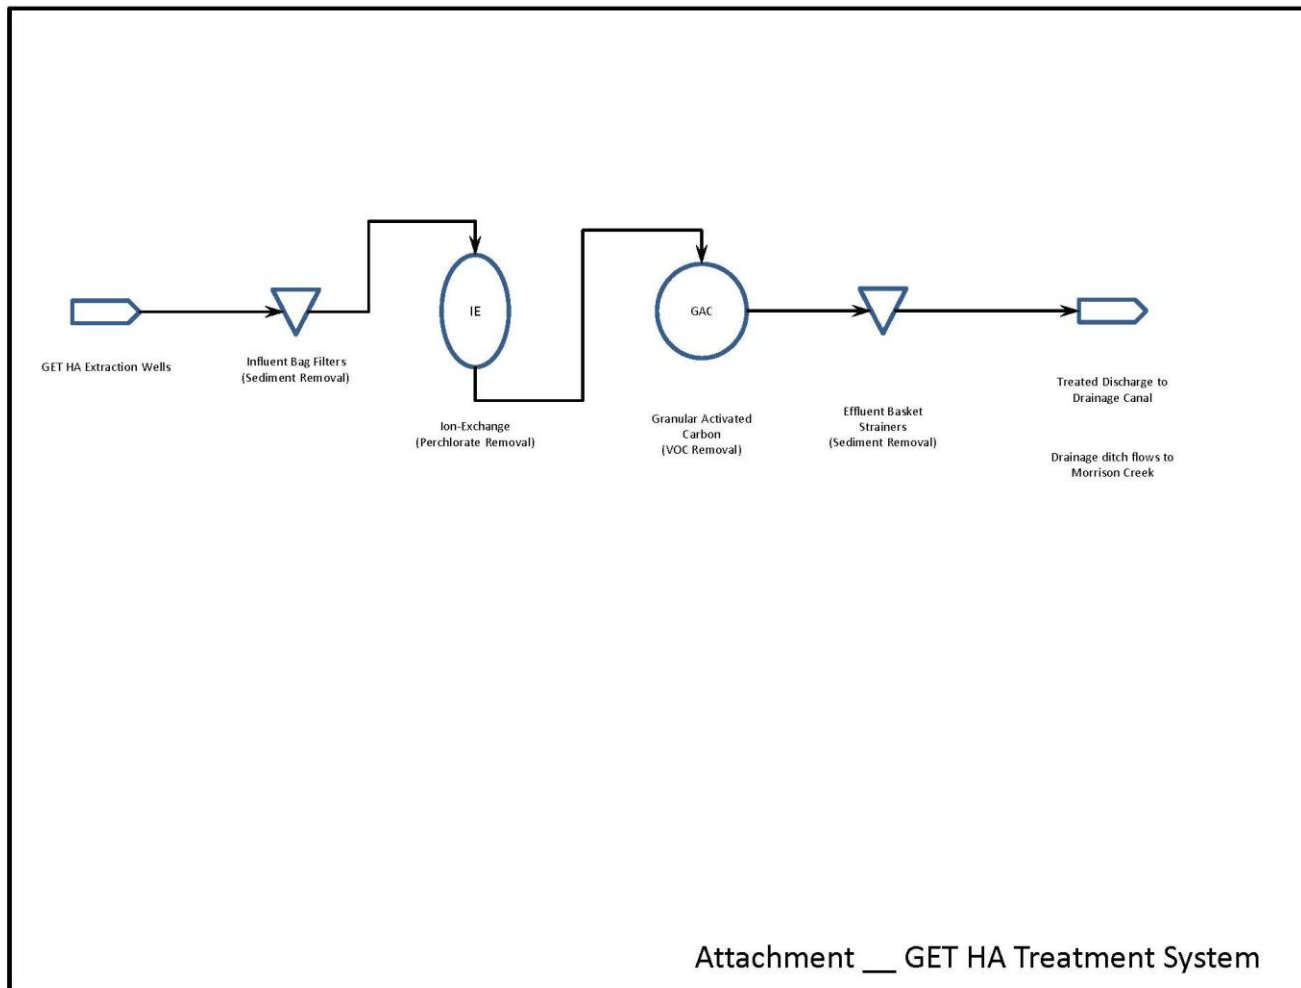 IE
GAC
GET HA Extraction Wells
Influent Bag Filters
(Sediment Removal)
Ion-Exchange
(Perchlorate Removal)
Granular Activated
Carbon
(VOC Removal)
Effluent Basket
Strainers
(Sediment Removal)
Treated Discharge to
Drainage Canal
Drainage ditch flows to
Morrison Creek
Attachment __ GET HA Treatment System